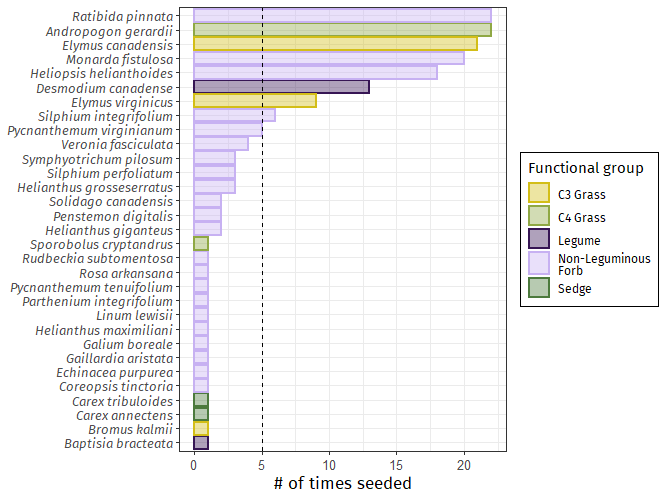 Ratibida pinnata
Andropogon gerardii
Elymus canadensis
Monarda fistulosa
Heliopsis helianthoides
Desmodium canadense
Elymus virginicus
Silphium integrifolium
Pycnanthemum virginianum
Veronia fasciculata
Symphyotrichum pilosum
Silphium perfoliatum
Helianthus grosseserratus
Solidago canadensis
Penstemon digitalis
Helianthus giganteus
Sporobolus cryptandrus
Rudbeckia subtomentosa
Rosa arkansana
Pycnanthemum tenuifolium
Parthenium integrifolium
Linum lewisii
Helianthus maximiliani
Galium boreale
Gaillardia aristata
Echinacea purpurea
Coreopsis tinctoria
Carex tribuloides
Carex annectens
Bromus kalmii
Baptisia bracteata
0 5 10 15 20
# of times seeded
Functional group
C3 Grass
C4 Grass
Legume
Non-Leguminous
Forb
Sedge